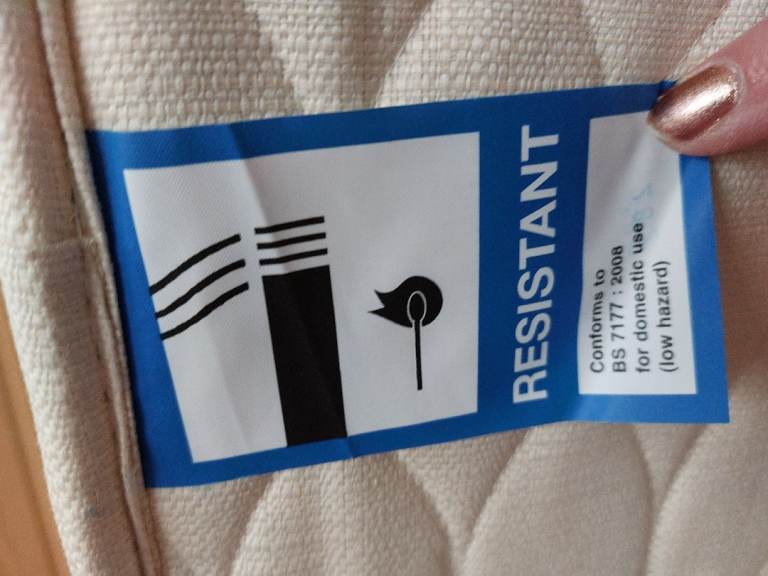 RESISTANT
Conforms to
BS 7177 : 2008
for domestic use
(low hazard)